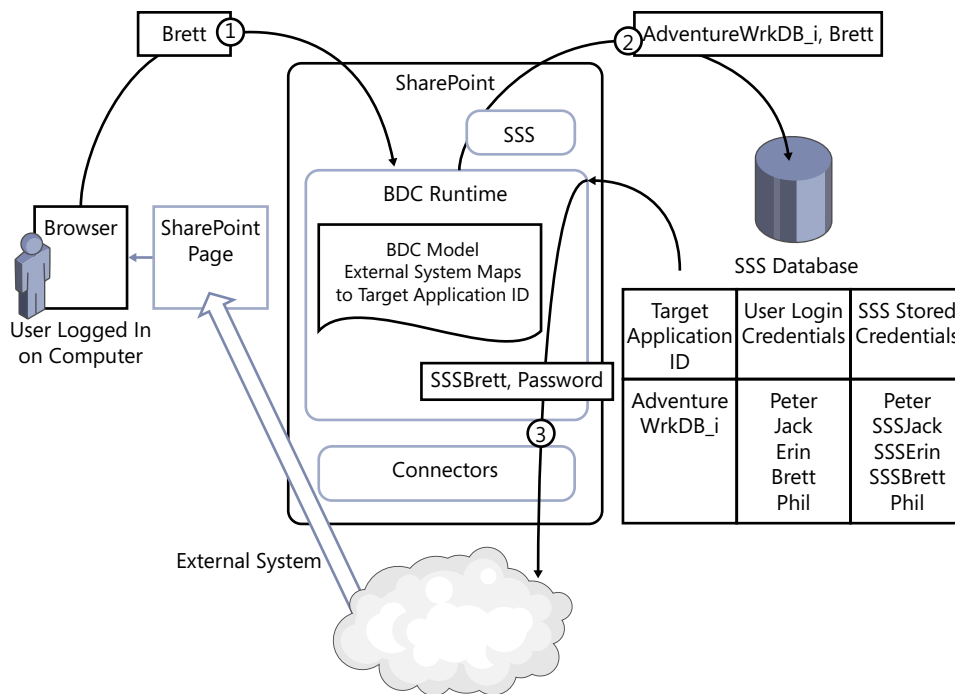 Brett
1
2
AdventureWrkDB_i, Brett
SharePoint
SSS
BDC Runtime
BDC Model
External System Maps
to Target Application ID
Browser
SharePoint
Page
User Logged In
on Computer
SSS Database
Target
Application
ID
User Login
Credentials
SSS Stored
Credentials
SSSBrett, Password
Adventure
WrkDB_i
Peter
Jack
Erin
Brett
Phil
Peter
SSSJack
SSSErin
SSSBrett
Phil
3
Connectors
External System